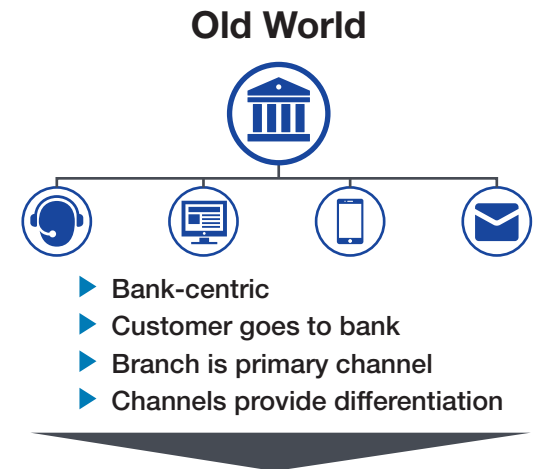 Old World
Bank-centric
Customer goes to bank
Branch is primary channel
Channels provide differentiation